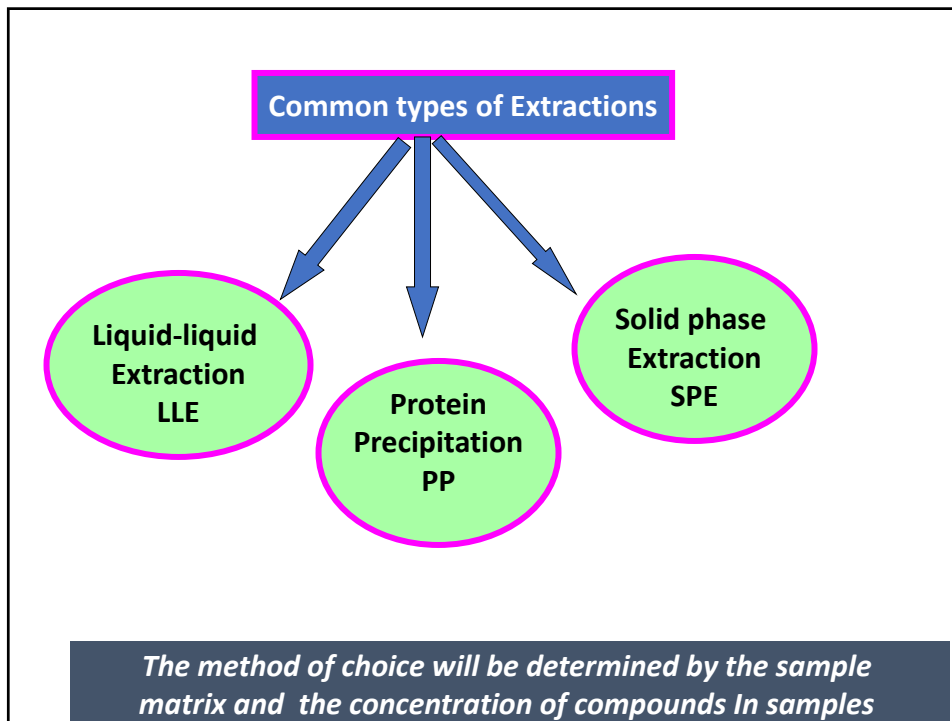 Common types of Extractions
Liquid-liquid
Extraction
LLE
Protein
Precipitation
PP
Solid phase
Extraction
SPE
The method of choice will be determined by the sample
matrix and the concentration of compounds In samples